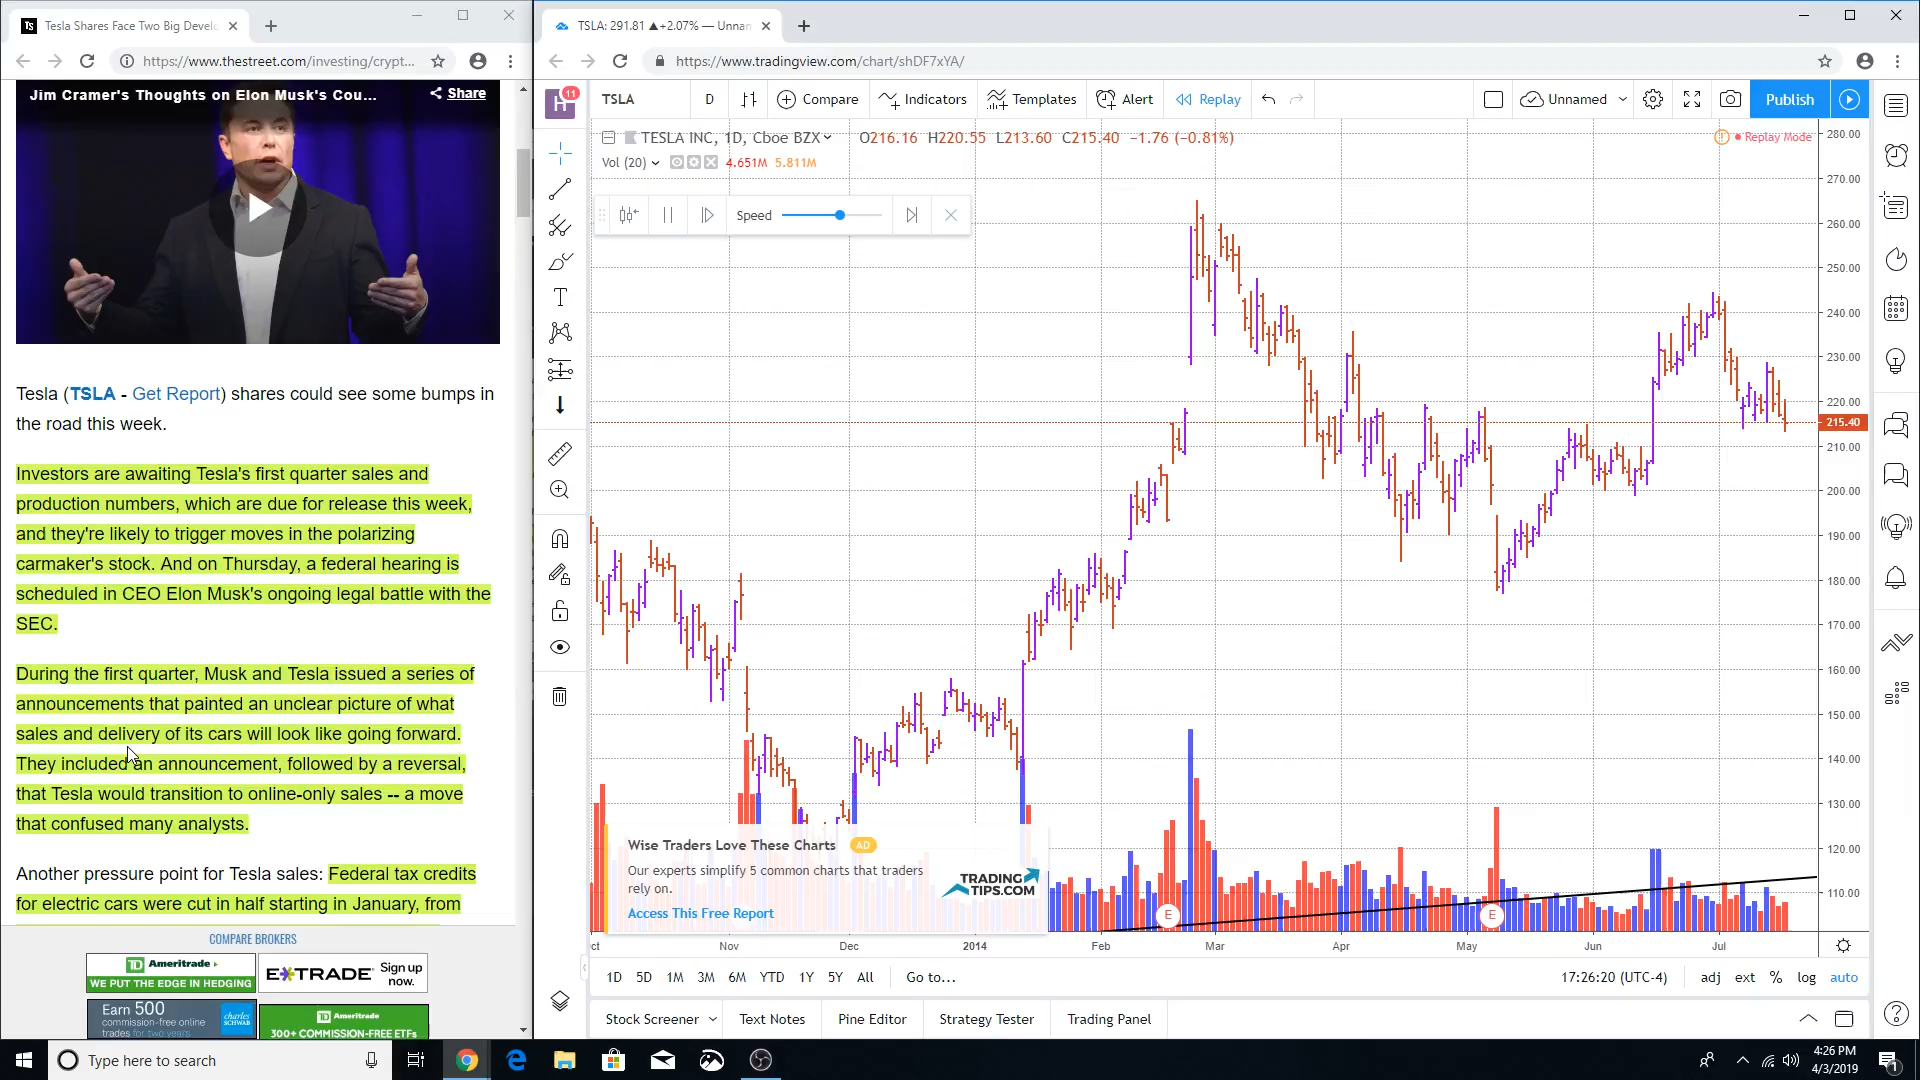 Tesla Shares Face Two Big Develo
https://www.thestreet.com/investing/crypt...
Jim Cramer's Thoughts on Elon Musk's Cou...
Share
Tesla (TSLA - Get Report) shares could see some bumps in
the road this week.
Investors are awaiting Tesla's first quarter sales and
production numbers, which are due for release this week,
and they're likely to trigger moves in the polarizing
carmaker's stock. And on Thursday, a federal hearing is
scheduled in CEO Elon Musk's ongoing legal battle with the
SEC.
During the first quarter, Musk and Tesla issued a series of
announcements that painted an unclear picture of what
sales and delivery of its cars will look like going forward.
They included an announcement, followed by a reversal,
that Tesla would transition to online-only sales -- a move
that confused many analysts.
Another pressure point for Tesla sales: Federal tax credits
for electric cars were cut in half starting in January, from
COMPARE BROKERS
TD Ameritrade
WE PUT THE EDGE IN HEDGING
E*TRADE Sign up
now.
Earn 500
commission-free online
trades for two years
charles
SCHWAB
TD Ameritrade
300+ COMMISSION-FREE ETFs
TSLA: 291.81 ▲+2.07% — Unnan
https://www.tradingview.com/chart/shDF7xYA/
H
11
TSLA
D
Compare
Indicators
Templates
Alert
Replay
Unnamed
Publish
TESLA INC, 1D, Cboe BZX
O216.16 H220.55 L213.60 C215.40 −1.76 (−0.81%)
Replay Mode
Vol (20)
4.651M 5.811M
Speed
280.00
270.00
260.00
250.00
240.00
230.00
220.00
215.40
210.00
200.00
190.00
180.00
170.00
160.00
150.00
140.00
130.00
120.00
110.00
Wise Traders Love These Charts AD
Our experts simplify 5 common charts that traders
rely on.
Access This Free Report
TRADING
TIPS.COM
E
E
ct
Nov
Dec
2014
Feb
Mar
Apr
May
Jun
Jul
1D 5D 1M 3M 6M YTD 1Y 5Y All Go to...
17:26:20 (UTC-4) adj ext % log auto
Stock Screener Text Notes Pine Editor Strategy Tester Trading Panel
Type here to search
4:26 PM
4/3/2019
1